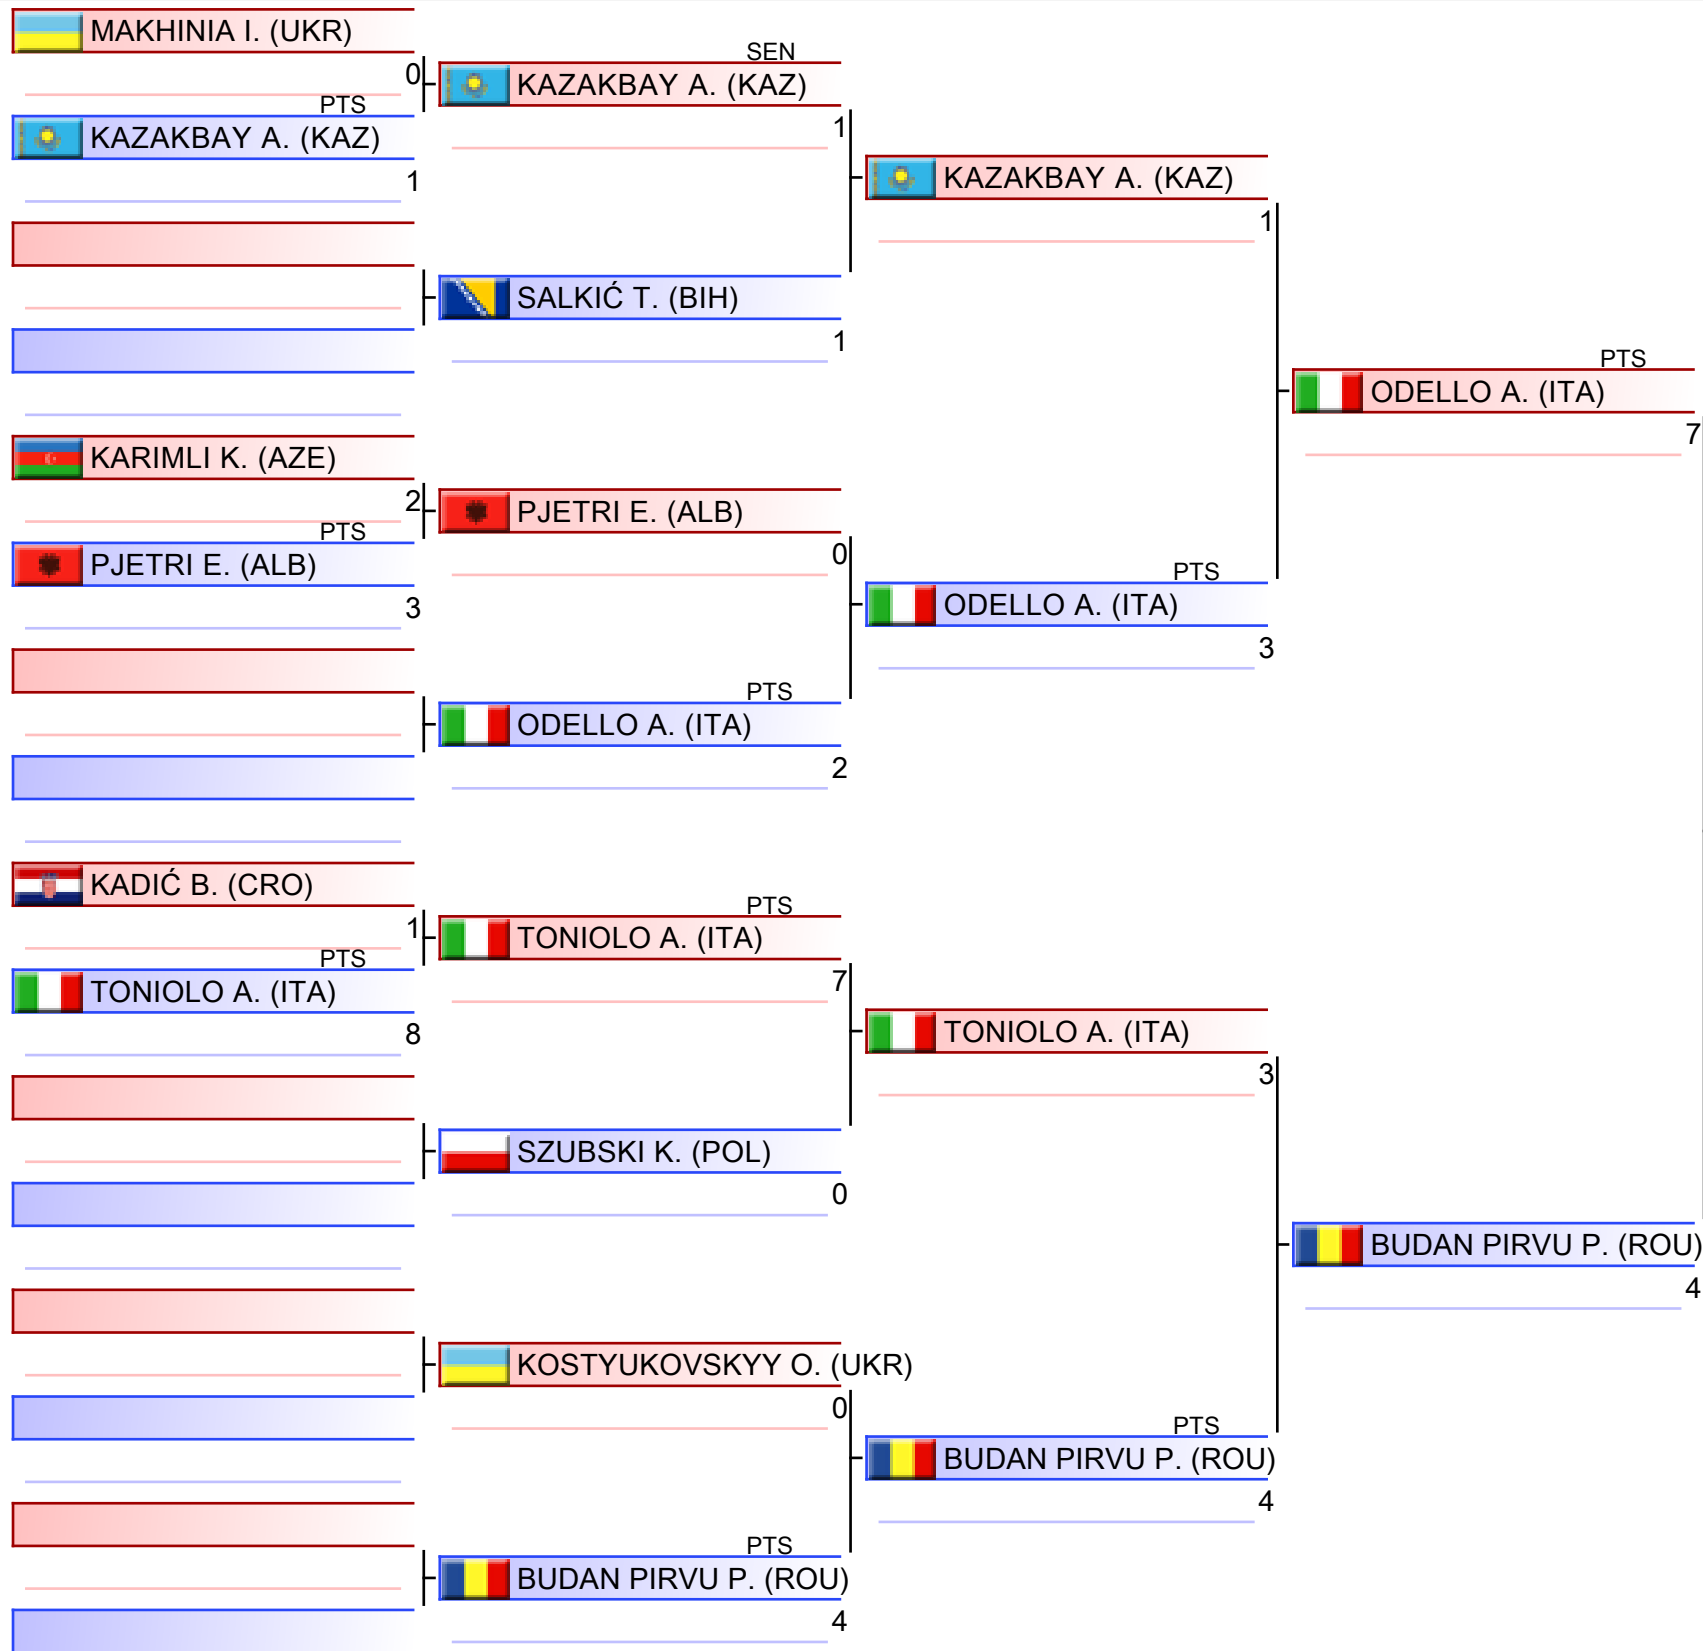 MAKHINIA I. (UKR)
0
PTS
KAZAKBAY A. (KAZ)
1
KARIMLI K. (AZE)
2
PTS
PJETRI E. (ALB)
3
KADIĆ B. (CRO)
1
PTS
TONIOLO A. (ITA)
8
SEN
KAZAKBAY A. (KAZ)
1
SALKIĆ T. (BIH)
1
PJETRI E. (ALB)
0
PTS
ODELLO A. (ITA)
2
PTS
TONIOLO A. (ITA)
7
SZUBSKI K. (POL)
0
KOSTYUKOVSKYY O. (UKR)
0
PTS
BUDAN PIRVU P. (ROU)
4
KAZAKBAY A. (KAZ)
1
PTS
ODELLO A. (ITA)
3
TONIOLO A. (ITA)
3
PTS
BUDAN PIRVU P. (ROU)
4
PTS
ODELLO A. (ITA)
7
BUDAN PIRVU P. (ROU)
4